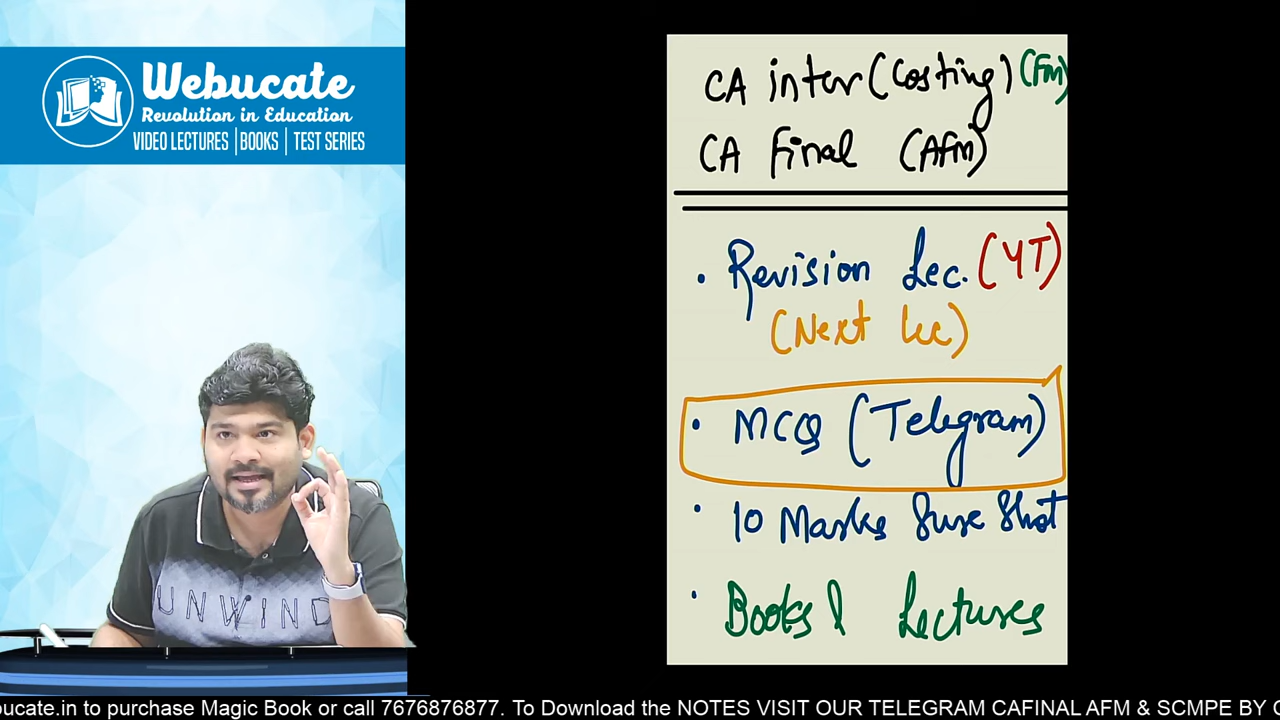 Webucate
Revolution in Education
VIDEO LECTURES | BOOKS | TEST SERIES
CA inter (Costing) (Fm)
CA Final (AFm)
• Revision Lec. (YT)
(Next lec)
• MCQ (Telegram)
• 10 Marks Sure Shot
• Books & Lectures
UNWIND
bucate.in to purchase Magic Book or call 7676876877. To Download the NOTES VISIT OUR TELEGRAM CAFINAL AFM & SCMPE BY C